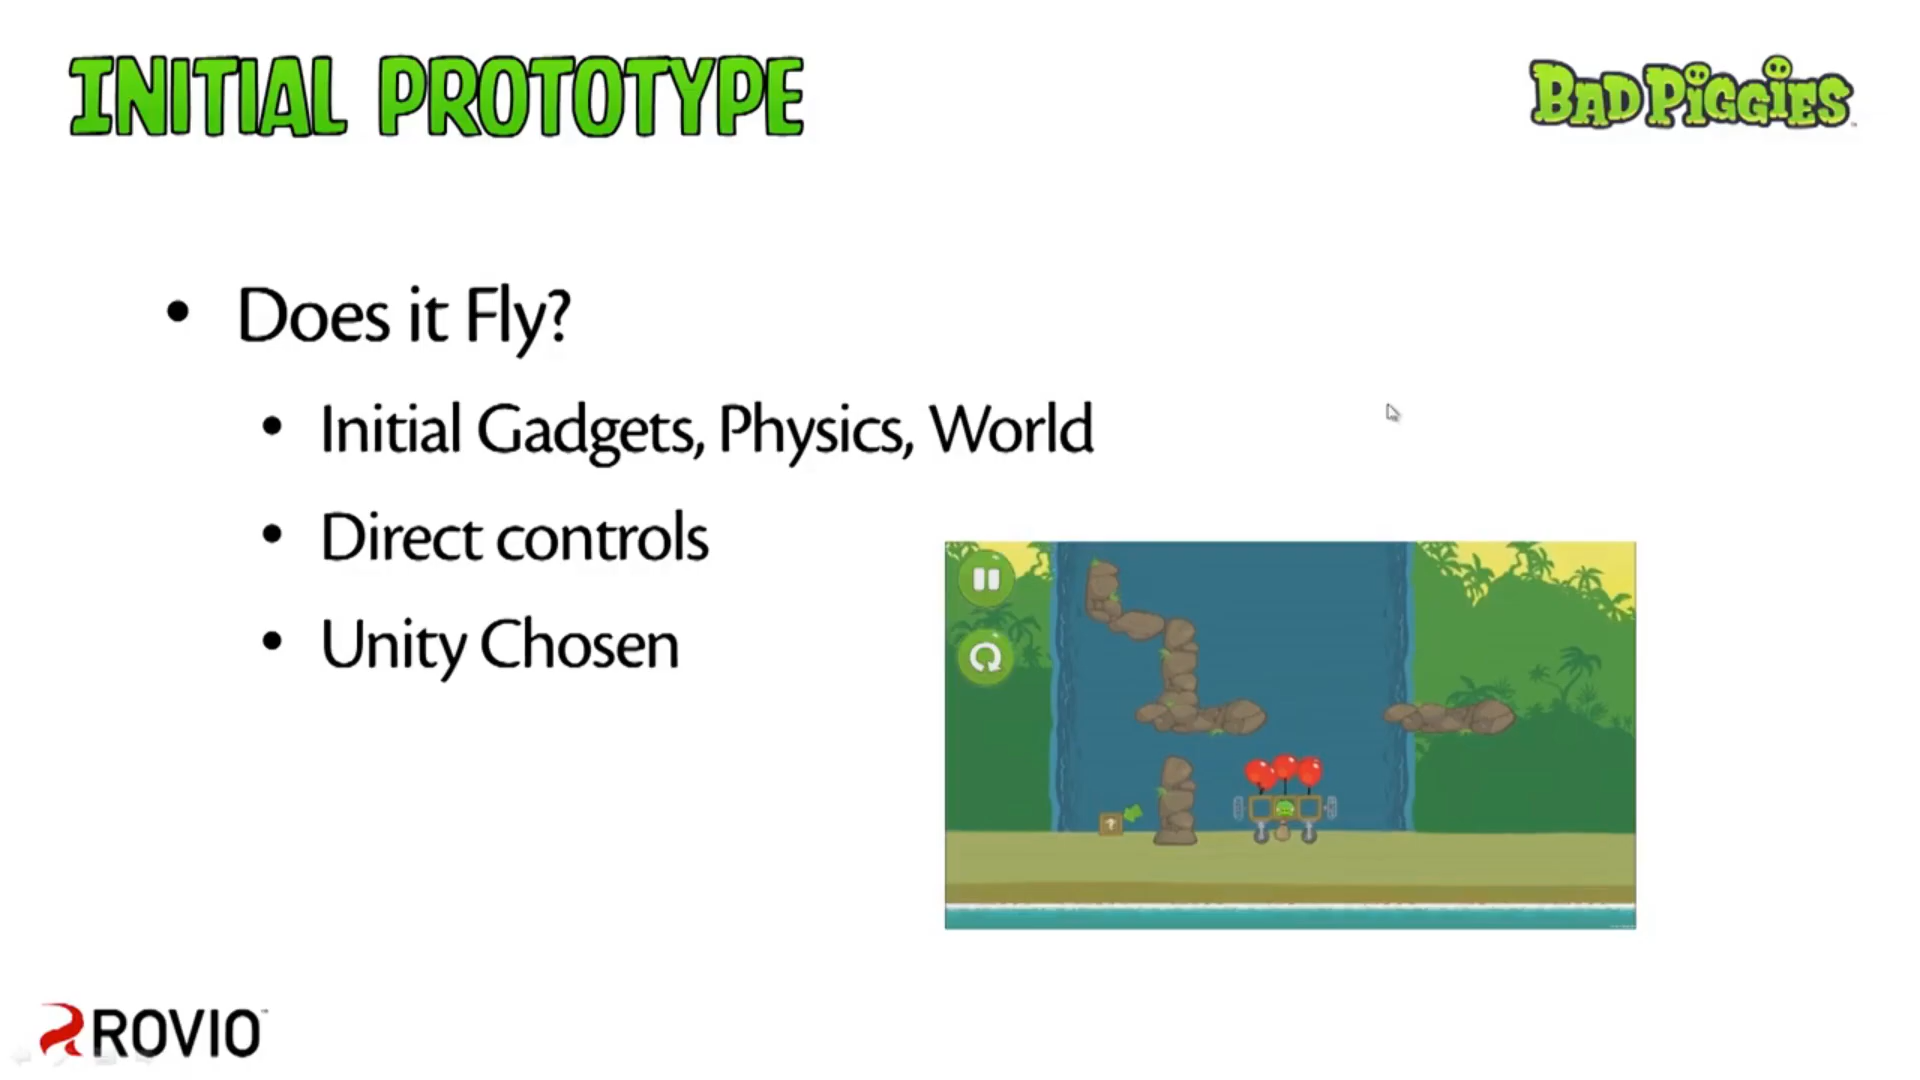 INITIAL PROTOTYPE
BAD PIGGIES
• Does it Fly?
• Initial Gadgets, Physics, World
• Direct controls
• Unity Chosen
?
ROVIO